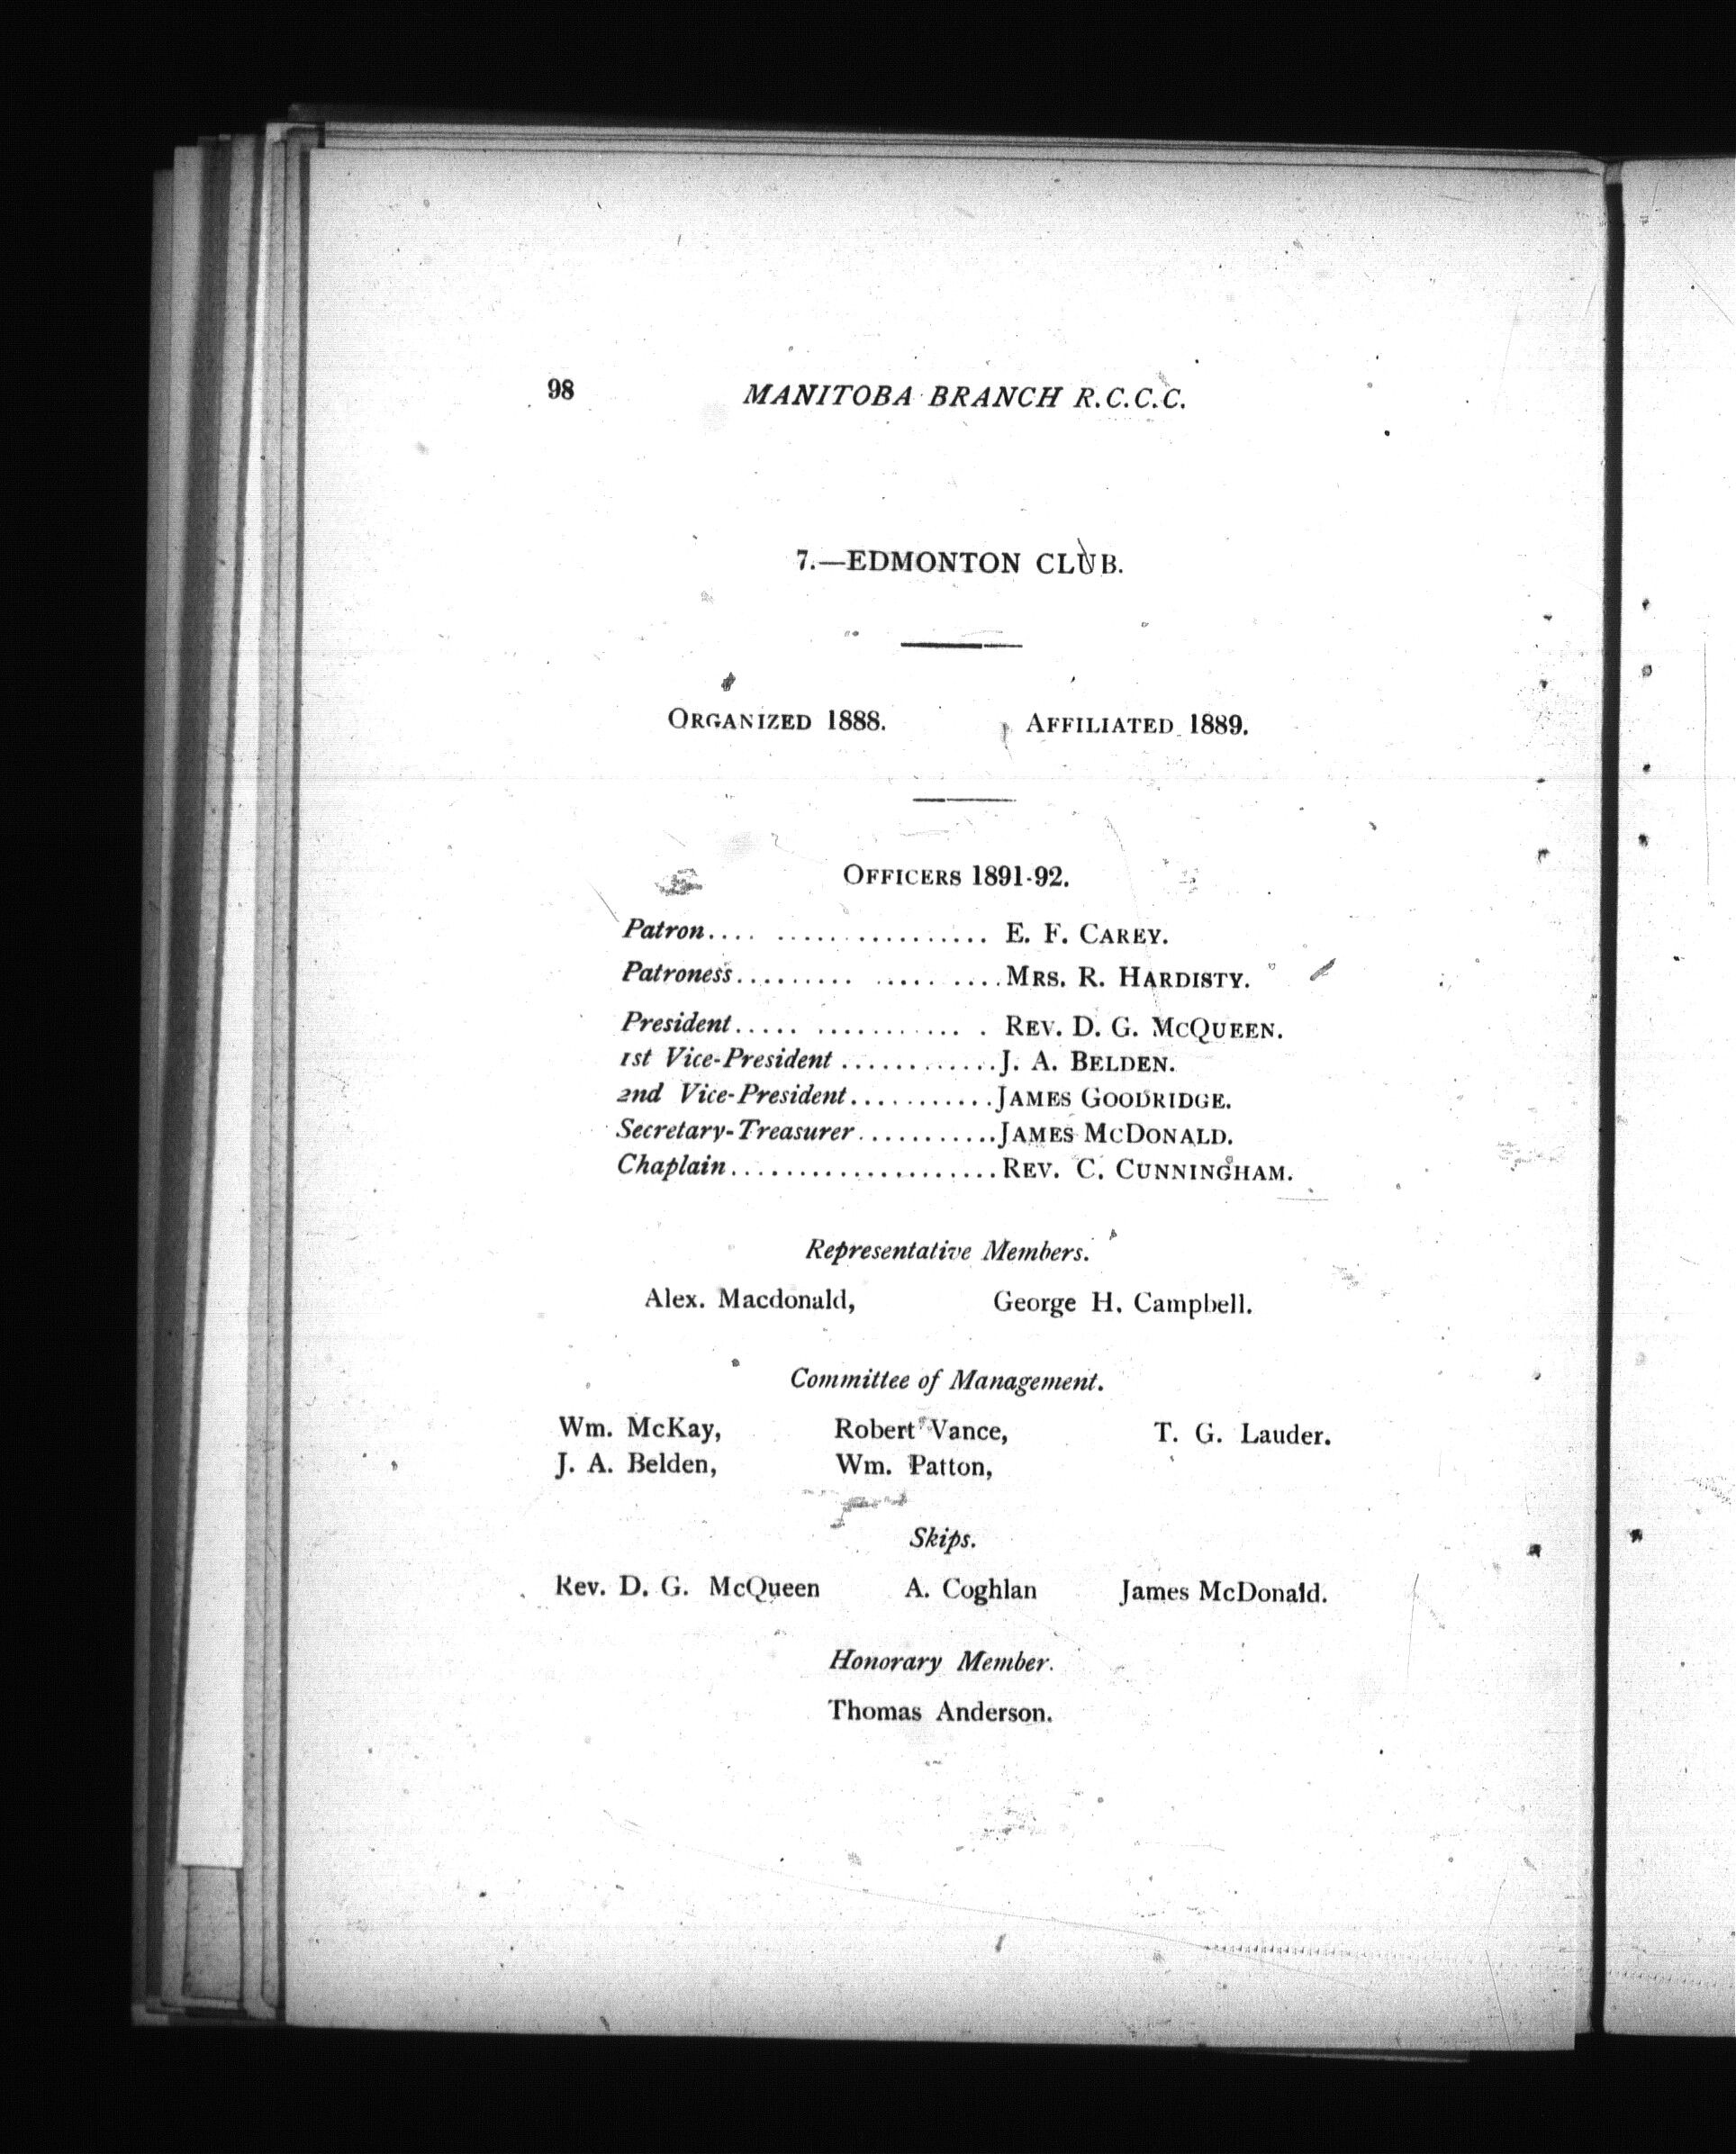 98 MANITOBA BRANCH R.C.C.C.
7.—EDMONTON CLUB.
ORGANIZED 1888. AFFILIATED 1889.
OFFICERS 1891-92.
Patron.... ..................... E. F. CAREY.
Patroness......... ..... ....MRS. R. HARDISTY.
President..... ........... . REV. D. G. MCQUEEN.
1st Vice-President ............J. A. BELDEN.
2nd Vice-President...........JAMES GOODRIDGE.
Secretary-Treasurer...........JAMES MCDONALD.
Chaplain....................REV. C. CUNNINGHAM.
Representative Members.
Alex. Macdonald, George H. Campbell.
Committee of Management.
Wm. McKay, Robert Vance, T. G. Lauder.
J. A. Belden, Wm. Patton,
Skips.
Rev. D. G. McQueen A. Coghlan James McDonald.
Honorary Member.
Thomas Anderson.